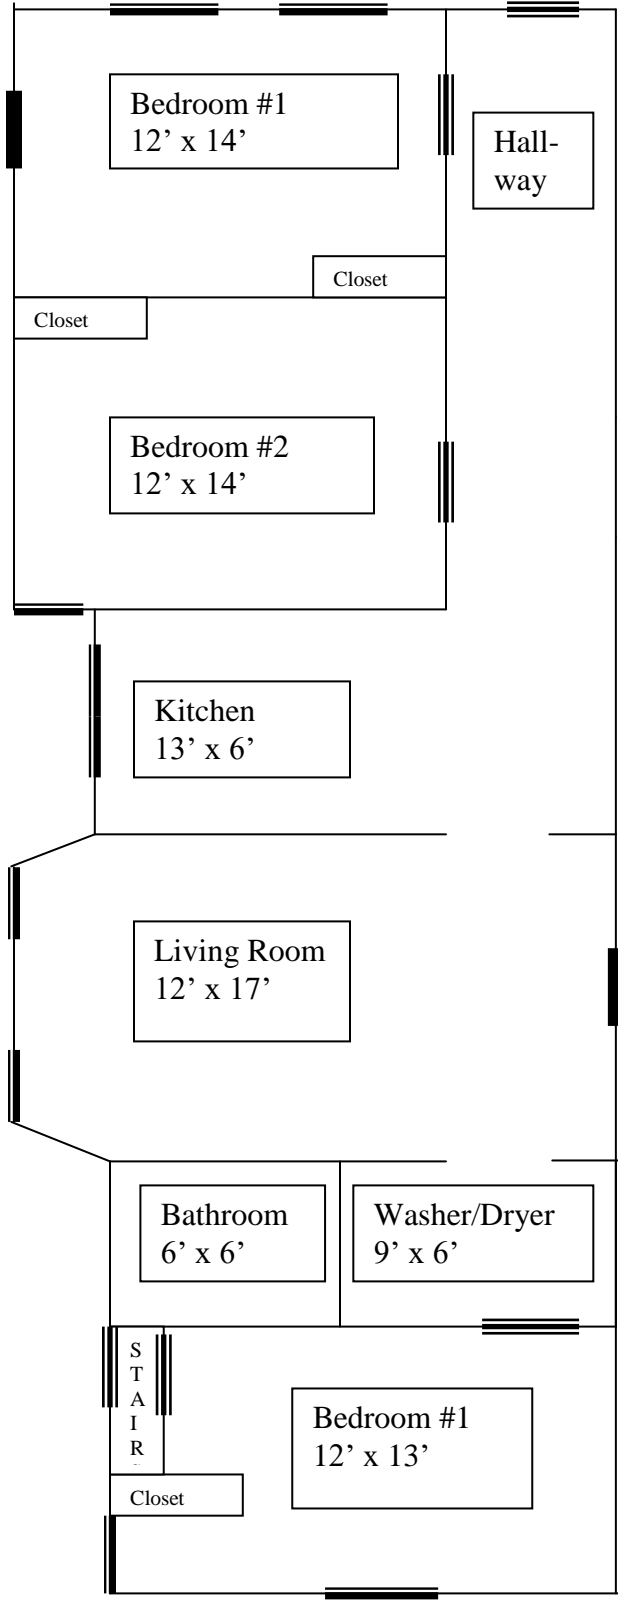 Bedroom #1
12’ x 14’
Hall-
way
Closet
Closet
Bedroom #2
12’ x 14’
Kitchen
13’ x 6’
Living Room
12’ x 17’
Bathroom
6’ x 6’
Washer/Dryer
9’ x 6’
S
T
A
I
R
Bedroom #1
12’ x 13’
Closet